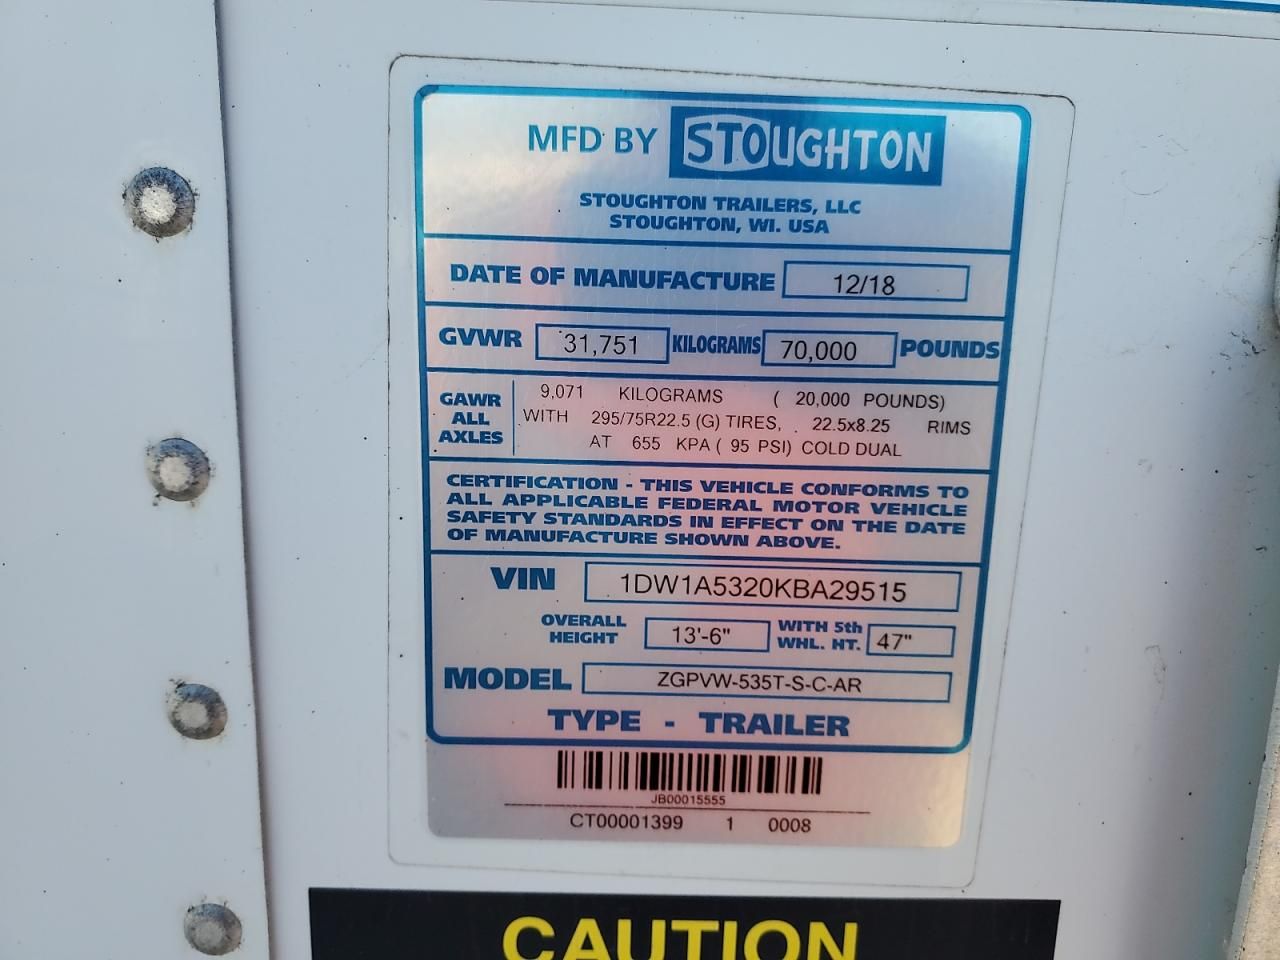 MFD BY STOUGHTON
STOUGHTON TRAILERS, LLC
STOUGHTON, WI. USA
DATE OF MANUFACTURE 12/18
GVWR 31,751 KILOGRAMS 70,000 POUNDS
GAWR ALL AXLES
9,071 KILOGRAMS ( 20,000 POUNDS)
WITH 295/75R22.5 (G) TIRES, . 22.5x8.25 RIMS
AT 655 KPA ( 95 PSI) COLD DUAL
CERTIFICATION - THIS VEHICLE CONFORMS TO
ALL APPLICABLE FEDERAL MOTOR VEHICLE
SAFETY STANDARDS IN EFFECT ON THE DATE
OF MANUFACTURE SHOWN ABOVE.
VIN 1DW1A5320KBA29515
OVERALL HEIGHT 13'-6" WITH 5th WHL. HT. 47"
MODEL ZGPVW-535T-S-C-AR
TYPE - TRAILER
JB00015555
CT00001399 1 0008
CAUTION